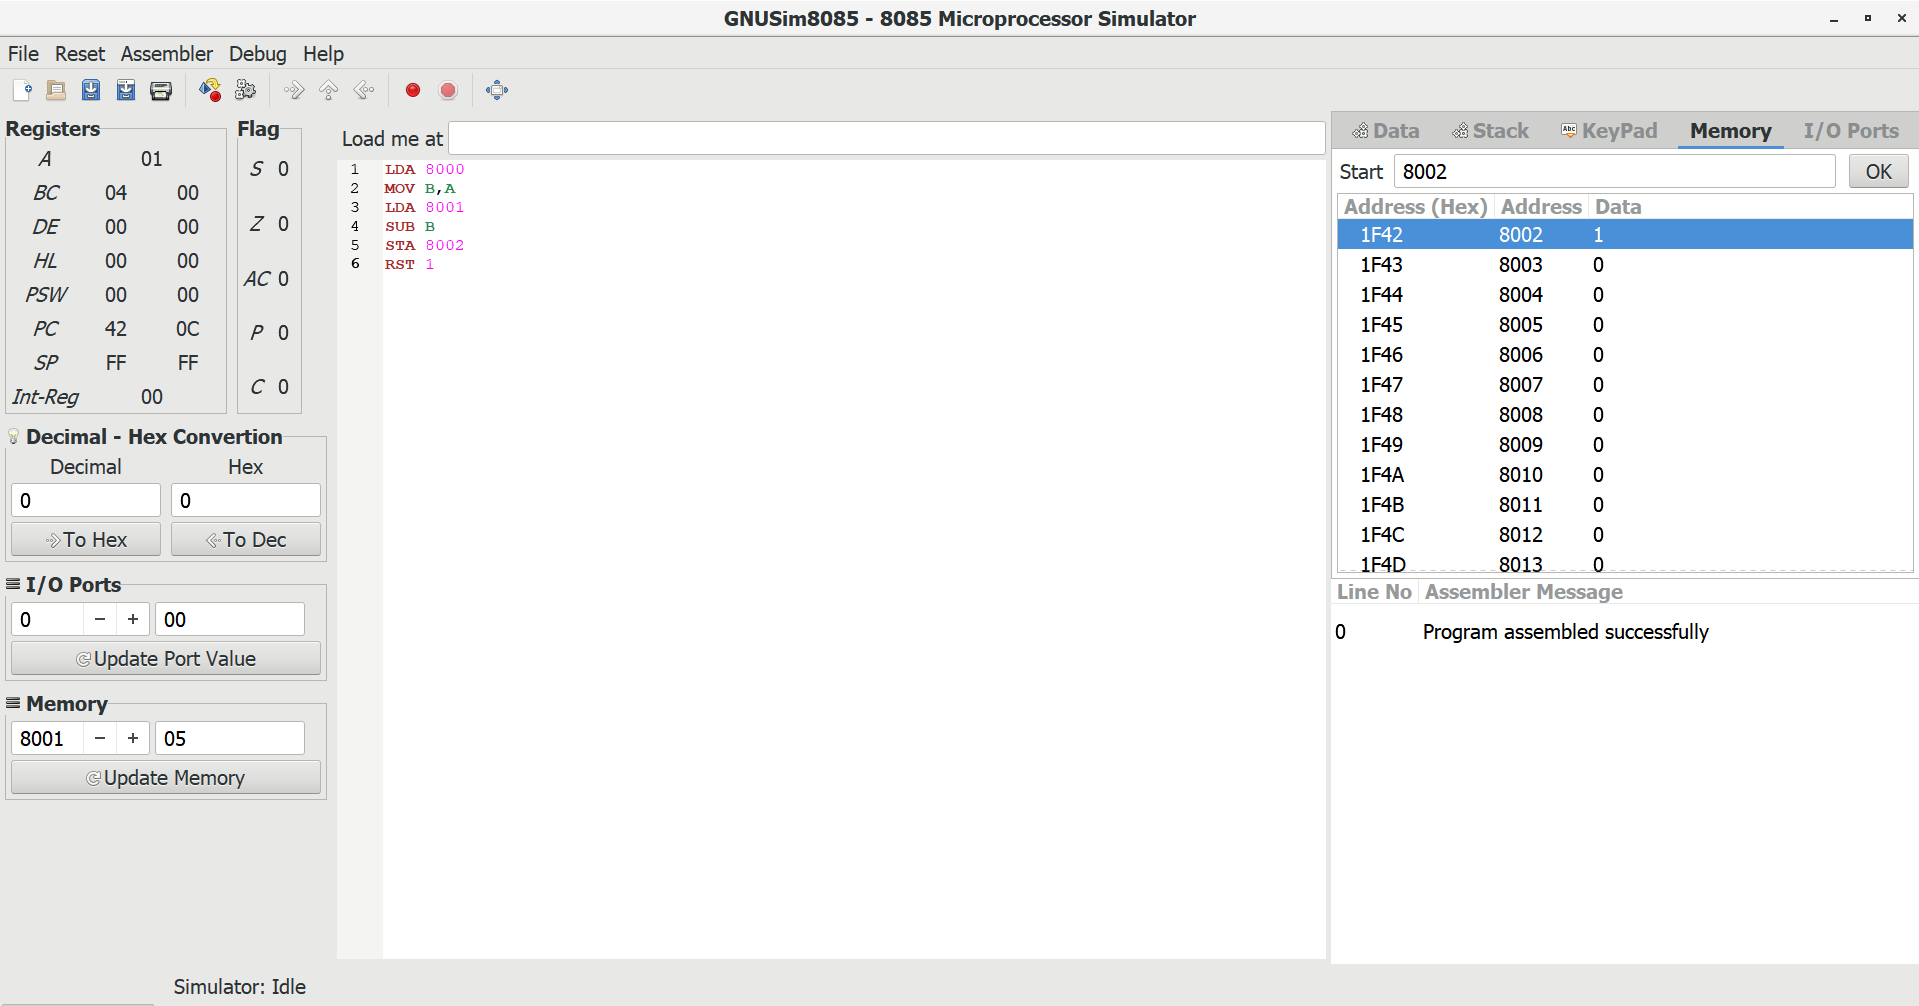 GNUSim8085 - 8085 Microprocessor Simulator
File Reset Assembler Debug Help
Registers
A 01
BC 04 00
DE 00 00
HL 00 00
PSW 00 00
PC 42 0C
SP FF FF
Int-Reg 00
Flag
S 0
Z 0
AC 0
P 0
C 0
Decimal - Hex Convertion
Decimal Hex
0 0
To Hex To Dec
I/O Ports
0 − + 00
Update Port Value
Memory
8001 − + 05
Update Memory
Load me at
1 LDA 8000
2 MOV B,A
3 LDA 8001
4 SUB B
5 STA 8002
6 RST 1
Data Stack Abc KeyPad Memory I/O Ports
Start 8002 OK
Address (Hex) Address Data
1F42 8002 1
1F43 8003 0
1F44 8004 0
1F45 8005 0
1F46 8006 0
1F47 8007 0
1F48 8008 0
1F49 8009 0
1F4A 8010 0
1F4B 8011 0
1F4C 8012 0
1F4D 8013 0
Line No Assembler Message
0 Program assembled successfully
Simulator: Idle